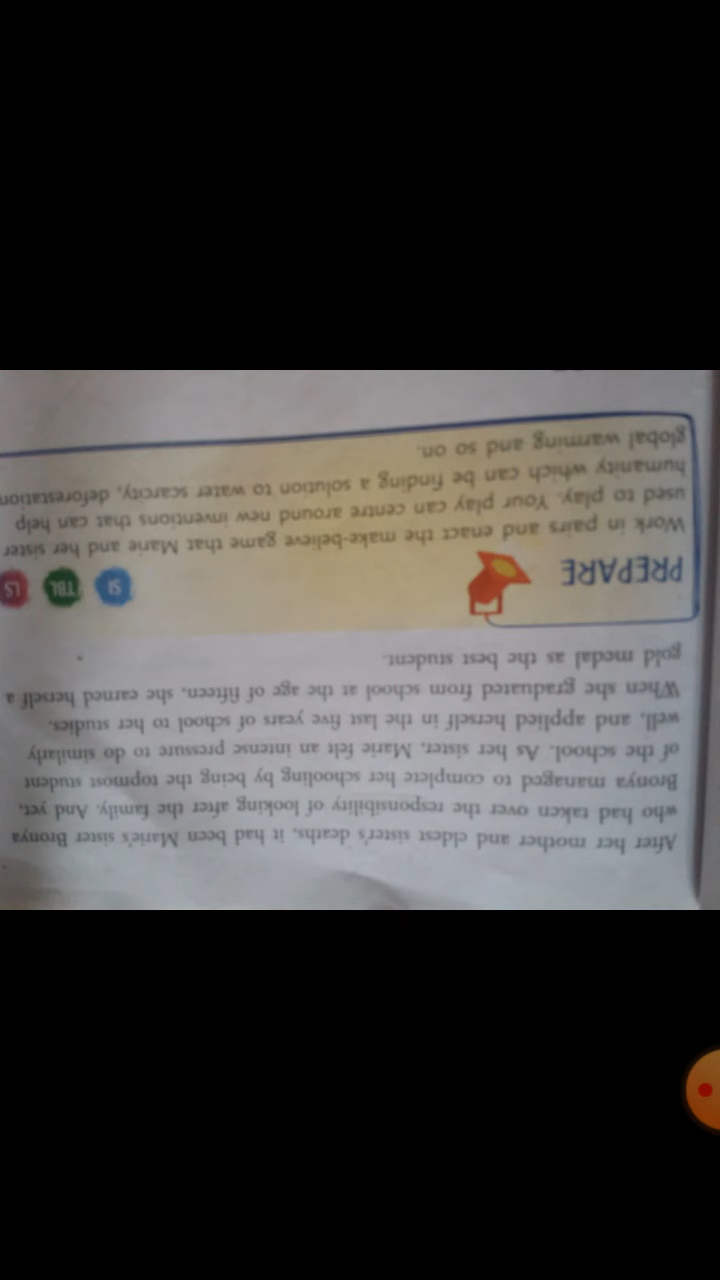 After her mother and eldest sister's deaths, it had been Marie's sister Bronya
who had taken over the responsibility of looking after the family. And yet,
Bronya managed to complete her schooling by being the topmost student
of the school. As her sister, Marie felt an intense pressure to do similarly
well, and applied herself in the last five years of school to her studies.
When she graduated from school at the age of fifteen, she earned herself a
gold medal as the best student.
PREPARE
SI TBL LS
Work in pairs and enact the make-believe game that Marie and her sister
used to play. Your play can centre around new inventions that can help
humanity which can be finding a solution to water scarcity, deforestation
global warming and so on.